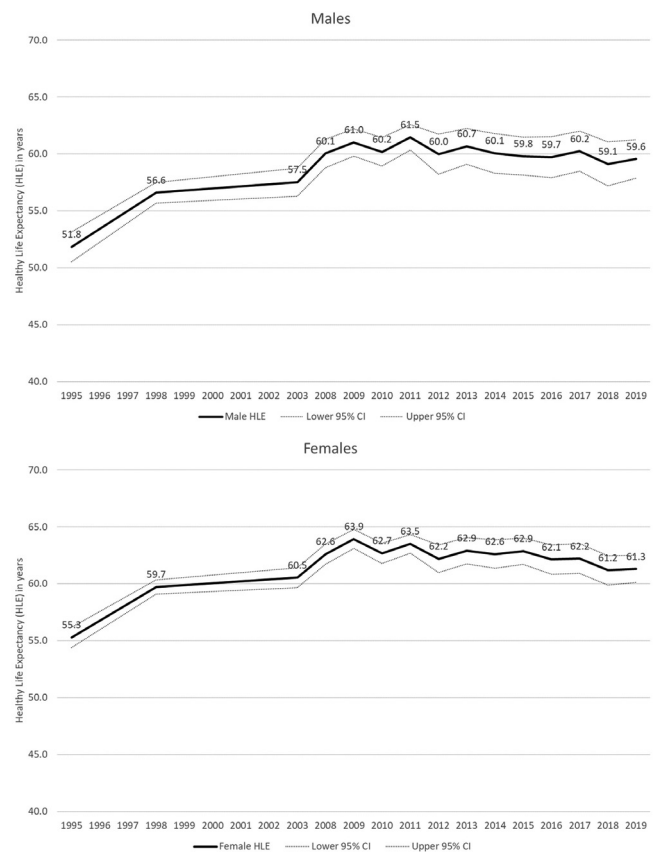 Males
Healthy Life Expectancy (HLE) in years
70.0
65.0
60.0
55.0
50.0
45.0
40.0
51.8 56.6 57.5 60.1 61.0 60.2 61.5 60.0 60.7 60.1 59.8 59.7 60.2 59.1 59.6
1995 1996 1997 1998 1999 2000 2003 2008 2009 2010 2011 2012 2013 2014 2015 2016 2017 2018 2019
Male HLE Lower 95% CI Upper 95% CI
Females
Healthy Life Expectancy (HLE) in years
70.0
65.0
60.0
55.0
50.0
45.0
40.0
55.3 59.7 60.5 62.6 63.9 62.7 63.5 62.2 62.9 62.6 62.9 62.1 62.2 61.2 61.3
1995 1996 1997 1998 1999 2000 2003 2008 2009 2010 2011 2012 2013 2014 2015 2016 2017 2018 2019
Female HLE Lower 95% CI Upper 95% CI